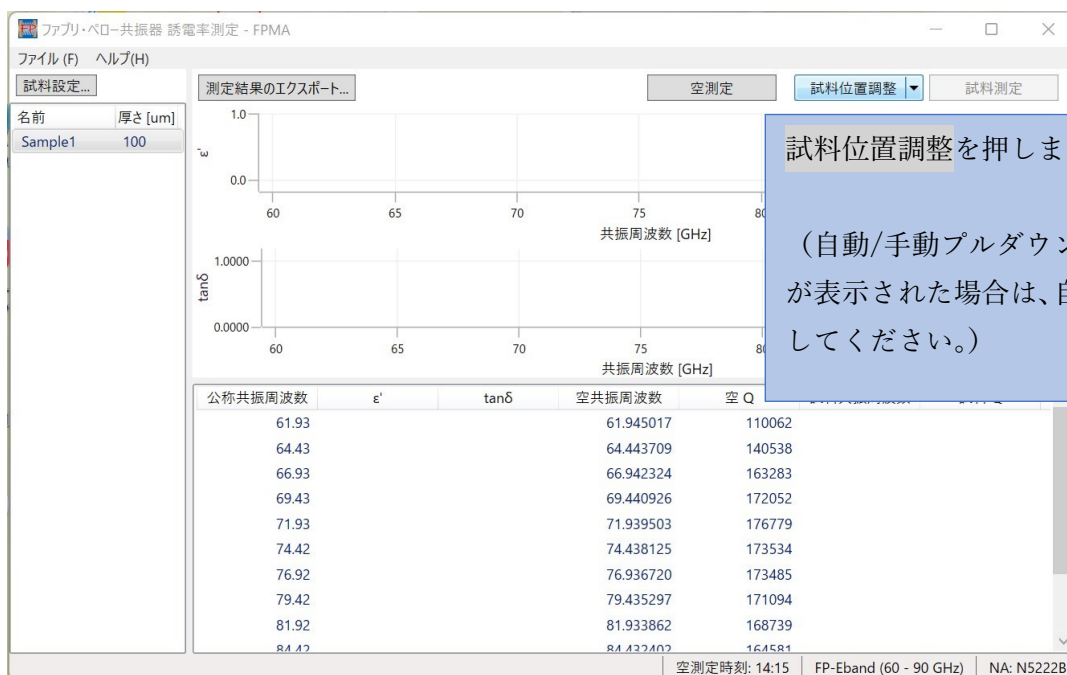 ファブリ・ペロー共振器 誘電率測定 - FPMA
ファイル (F) ヘルプ(H)
試料設定...
測定結果のエクスポート...
空測定
試料位置調整
試料測定
名前 厚さ [um]
Sample1 100
1.0
ε'
0.0
60 65 70 75 80
共振周波数 [GHz]
1.0000
tanδ
0.0000
60 65 70 75 80
共振周波数 [GHz]
試料位置調整を押しま
（自動/手動プルダウン
が表示された場合は、自
してください。）
公称共振周波数 ε' tanδ 空共振周波数 空 Q
61.93 61.945017 110062
64.43 64.443709 140538
66.93 66.942324 163283
69.43 69.440926 172052
71.93 71.939503 176779
74.42 74.438125 173534
76.92 76.936720 173485
79.42 79.435297 171094
81.92 81.933862 168739
84.42 84.432402 164581
空測定時刻: 14:15 FP-Eband (60 - 90 GHz) NA: N5222B